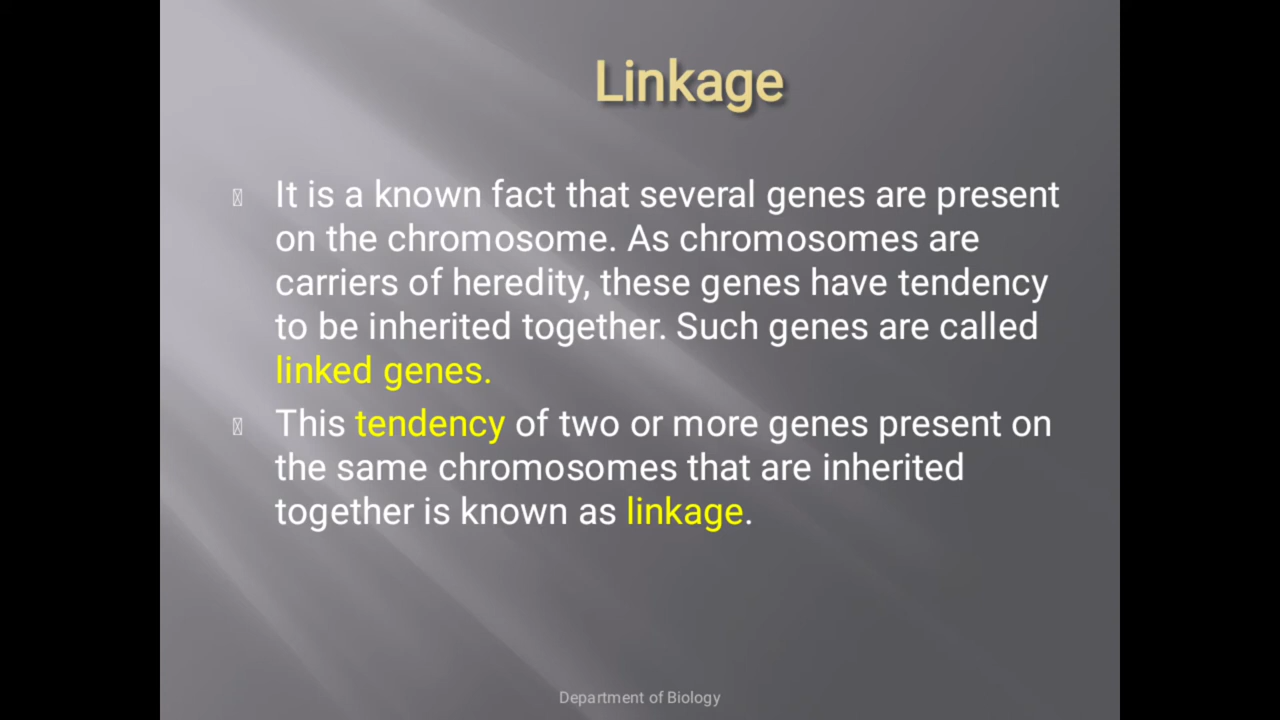 Linkage
It is a known fact that several genes are present
on the chromosome. As chromosomes are
carriers of heredity, these genes have tendency
to be inherited together. Such genes are called
linked genes.
This tendency of two or more genes present on
the same chromosomes that are inherited
together is known as linkage.
Department of Biology